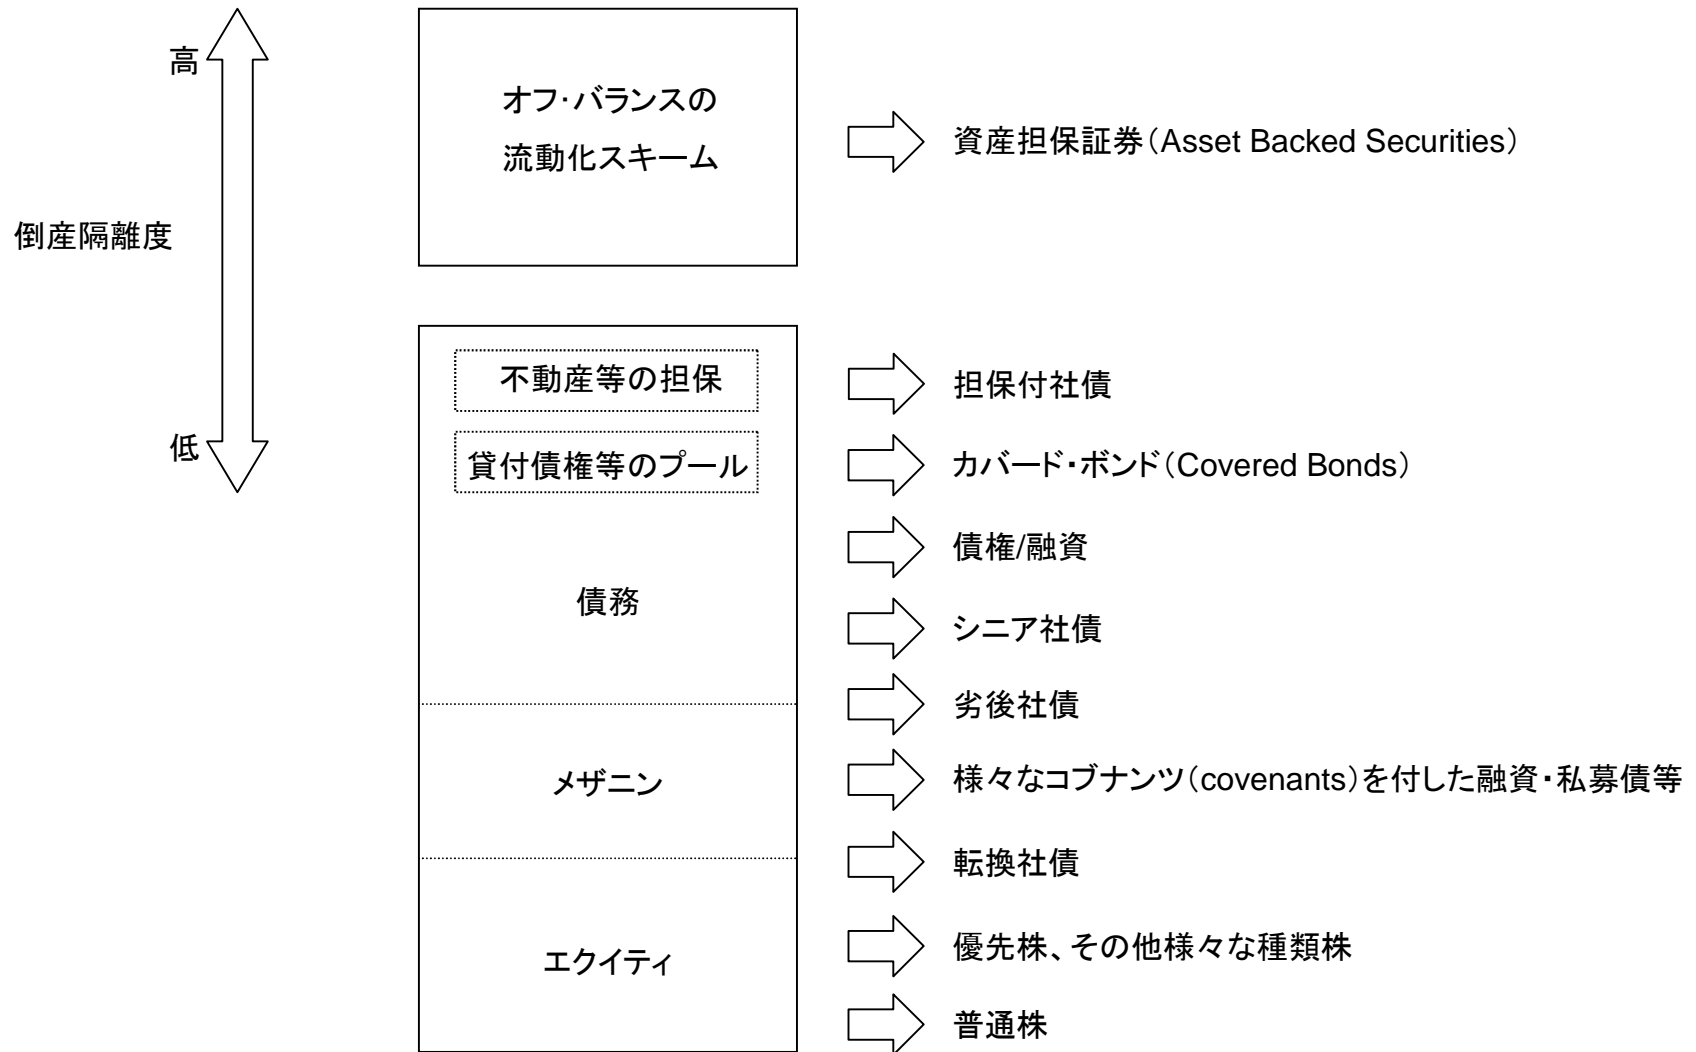 高
オフ・バランスの
流動化スキーム
資産担保証券（Asset Backed Securities）
倒産隔離度
不動産等の担保
担保付社債
低
貸付債権等のプール
カバード・ボンド（Covered Bonds）
債権/融資
債務
シニア社債
劣後社債
メザニン
様々なコブナンツ（covenants）を付した融資・私募債等
転換社債
エクイティ
優先株、その他様々な種類株
普通株